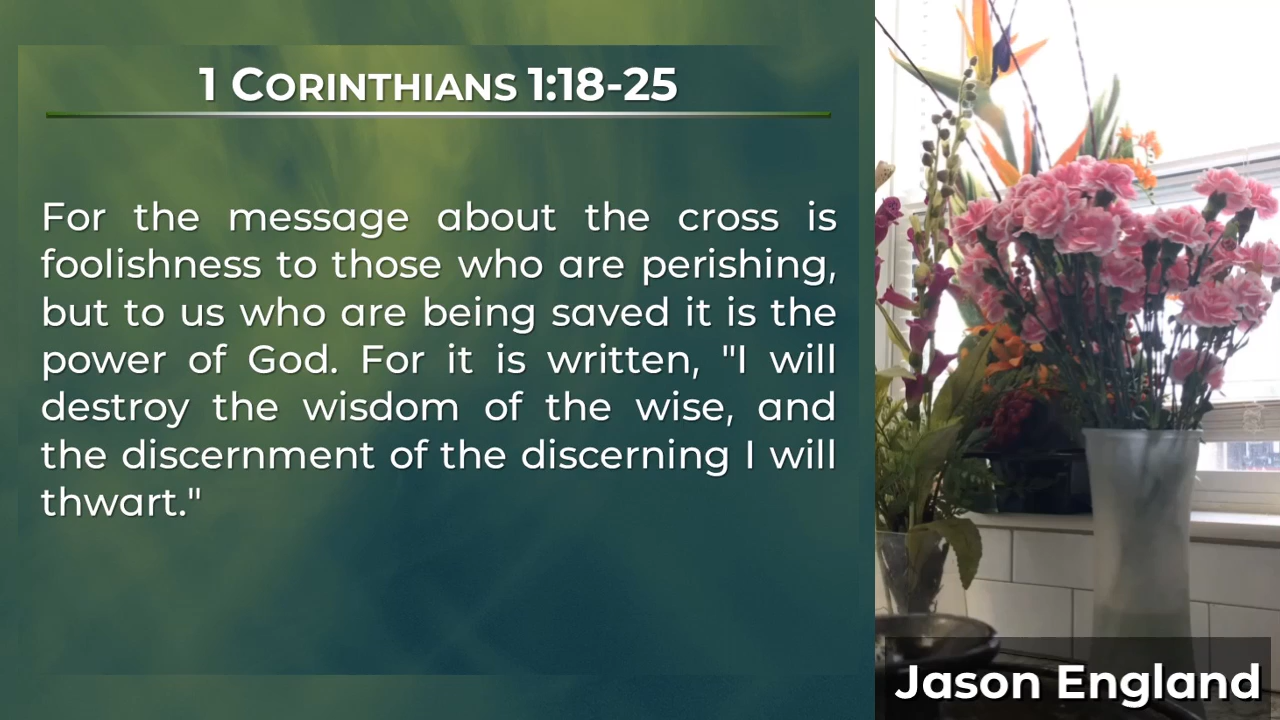 1 CORINTHIANS 1:18-25
For the message about the cross is
foolishness to those who are perishing,
but to us who are being saved it is the
power of God. For it is written, "I will
destroy the wisdom of the wise, and
the discernment of the discerning I will
thwart."
Jason England